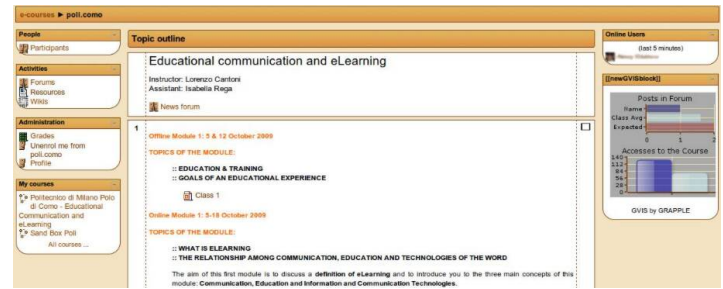 e-courses ► poli.como
People
Participants
Activities
Forums
Resources
Wikis
Administration
Grades
Unenrol me from
poli.como
Profile
My courses
Politecnico di Milano Polo
di Como - Educational
Communication and
eLearning
Sand Box Poli
All courses ...
Topic outline
Educational communication and eLearning
Instructor: Lorenzo Cantoni
Assistant: Isabella Rega
News forum
1
Offline Module 1: 5 & 12 October 2009
TOPICS OF THE MODULE:
:: EDUCATION & TRAINING
:: GOALS OF AN EDUCATIONAL EXPERIENCE
Class 1
Online Module 1: 5-18 October 2009
TOPICS OF THE MODULE:
:: WHAT IS ELEARNING
:: THE RELATIONSHIP AMONG COMMUNICATION, EDUCATION AND TECHNOLOGIES OF THE WORD
The aim of this first module is to discuss a definition of eLearning and to introduce you to the three main concepts of this
module: Communication, Education and Information and Communication Technologies.
Online Users
(last 5 minutes)
[[newGVISblock]]
Posts in Forum
Name
Class Avg
Expected
0 1 2
Accesses to the Course
140
112
84
56
28
0
GVIS by GRAPPLE